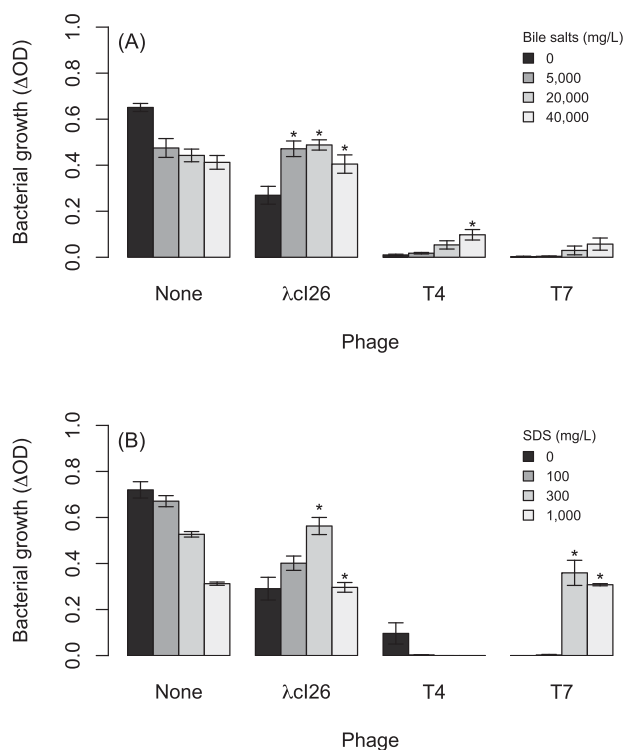 (A)
Bile salts (mg/L)
0
5,000
20,000
40,000
Bacterial growth (ΔOD)
1.0
0.8
0.6
0.4
0.2
0.0
* * *
*
None λcI26 T4 T7
Phage
(B)
SDS (mg/L)
0
100
300
1,000
Bacterial growth (ΔOD)
1.0
0.8
0.6
0.4
0.2
0.0
* *
* *
None λcI26 T4 T7
Phage